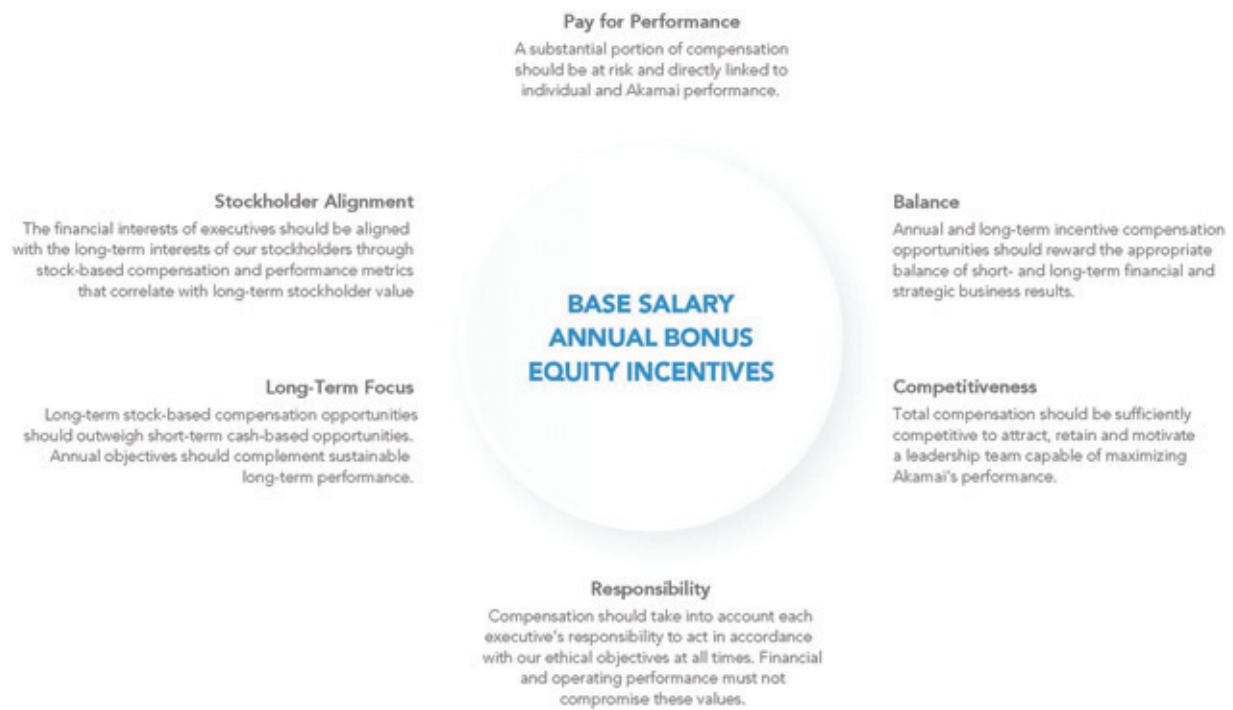 Pay for Performance
A substantial portion of compensation
should be at risk and directly linked to
individual and Akamai performance.
Stockholder Alignment
The financial interests of executives should be aligned
with the long-term interests of our stockholders through
stock-based compensation and performance metrics
that correlate with long-term stockholder value
Balance
Annual and long-term incentive compensation
opportunities should reward the appropriate
balance of short- and long-term financial and
strategic business results.
BASE SALARY
ANNUAL BONUS
EQUITY INCENTIVES
Long-Term Focus
Long-term stock-based compensation opportunities
should outweigh short-term cash-based opportunities.
Annual objectives should complement sustainable
long-term performance.
Competitiveness
Total compensation should be sufficiently
competitive to attract, retain and motivate
a leadership team capable of maximizing
Akamai's performance.
Responsibility
Compensation should take into account each
executive's responsibility to act in accordance
with our ethical objectives at all times. Financial
and operating performance must not
compromise these values.